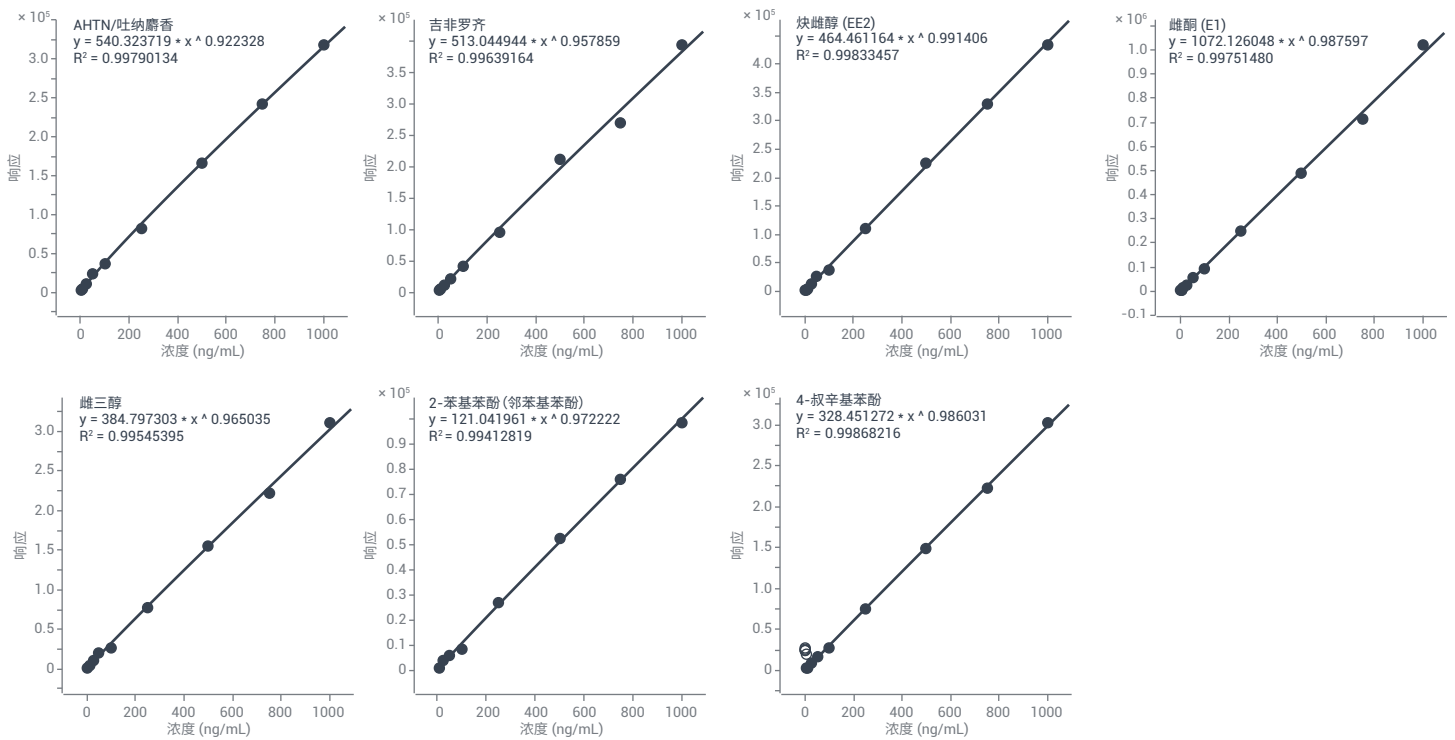 × 10⁵
AHTN/吐纳麝香
y = 540.323719 * x ^ 0.922328
R² = 0.99790134
3.0
2.5
2.0
1.5
1.0
0.5
0
响应
0 200 400 600 800 1000
浓度 (ng/mL)
× 10⁵
吉非罗齐
y = 513.044944 * x ^ 0.957859
R² = 0.99639164
3.5
3.0
2.5
2.0
1.5
1.0
0.5
0
响应
0 200 400 600 800 1000
浓度 (ng/mL)
× 10⁵
炔雌醇 (EE2)
y = 464.461164 * x ^ 0.991406
R² = 0.99833457
4.0
3.5
3.0
2.5
2.0
1.5
1.0
0.5
0
响应
0 200 400 600 800 1000
浓度 (ng/mL)
× 10⁶
雌酮 (E1)
y = 1072.126048 * x ^ 0.987597
R² = 0.99751480
1.0
0.9
0.8
0.7
0.6
0.5
0.4
0.3
0.2
0.1
0
-0.1
响应
0 200 400 600 800 1000
浓度 (ng/mL)
雌三醇
y = 384.797303 * x ^ 0.965035
R² = 0.99545395
3.0
2.5
2.0
1.5
1.0
0.5
0
响应
0 200 400 600 800 1000
浓度 (ng/mL)
× 10⁵
2-苯基苯酚 (邻苯基苯酚)
y = 121.041961 * x ^ 0.972222
R² = 0.99412819
0.9
0.8
0.7
0.6
0.5
0.4
0.3
0.2
0.1
0
响应
0 200 400 600 800 1000
浓度 (ng/mL)
× 10⁵
4-叔辛基苯酚
y = 328.451272 * x ^ 0.986031
R² = 0.99868216
3.0
2.5
2.0
1.5
1.0
0.5
0
响应
0 200 400 600 800 1000
浓度 (ng/mL)